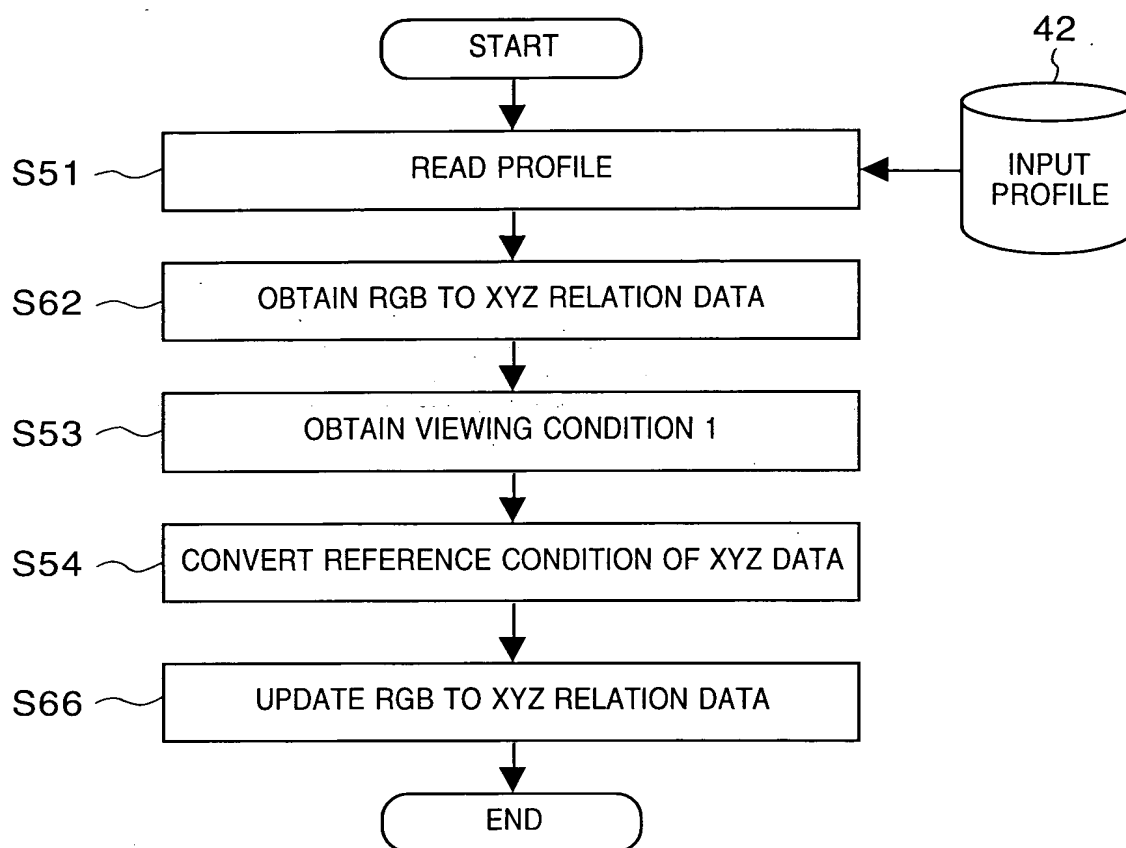 START
42
S51
READ PROFILE
INPUT
PROFILE
S62
OBTAIN RGB TO XYZ RELATION DATA
S53
OBTAIN VIEWING CONDITION 1
S54
CONVERT REFERENCE CONDITION OF XYZ DATA
S66
UPDATE RGB TO XYZ RELATION DATA
END